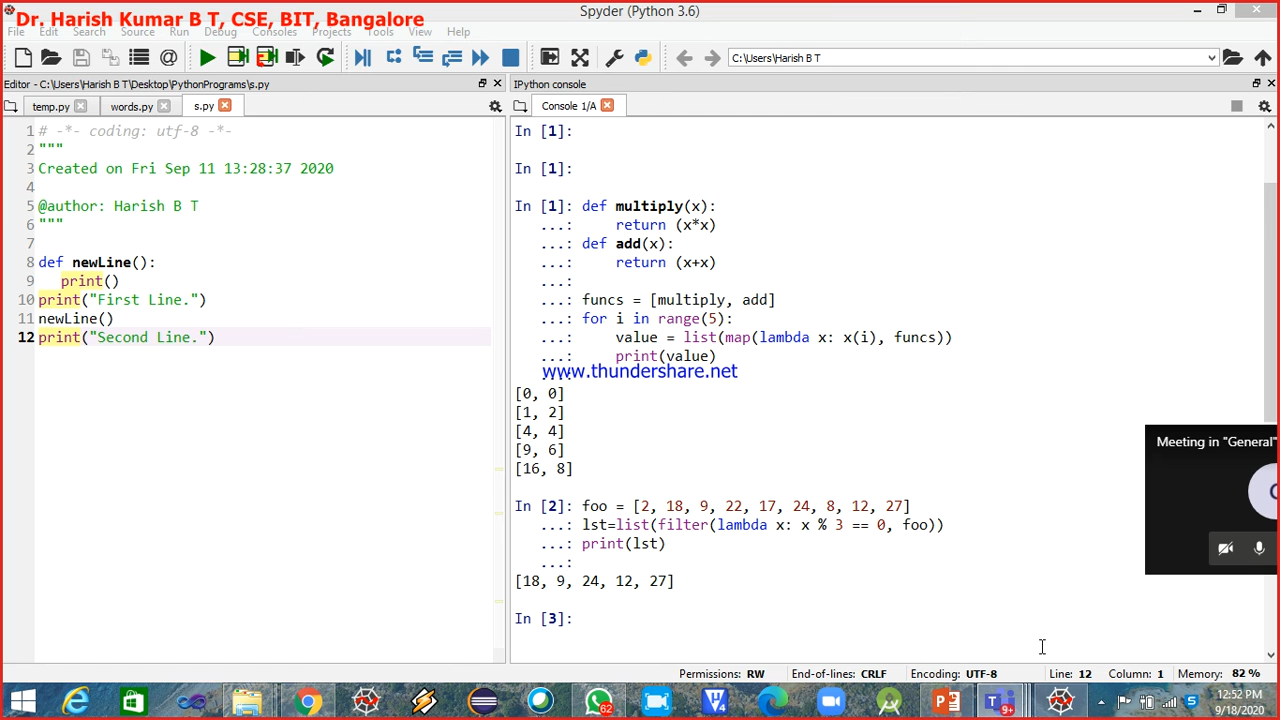 Dr. Harish Kumar B T, CSE, BIT, Bangalore
Spyder (Python 3.6)
File Edit Search Source Run Debug Consoles Projects Tools View Help
C:\Users\Harish B T
Editor - C:\Users\Harish B T\Desktop\PythonPrograms\s.py
temp.py words.py s.py
1 # -*- coding: utf-8 -*-
2 """
3 Created on Fri Sep 11 13:28:37 2020
4
5 @author: Harish B T
6 """
7
8 def newLine():
9 print()
10 print("First Line.")
11 newLine()
12 print("Second Line.")
IPython console
Console 1/A
In [1]:
In [1]:
In [1]: def multiply(x):
...: return (x*x)
...: def add(x):
...: return (x+x)
...:
...: funcs = [multiply, add]
...: for i in range(5):
...: value = list(map(lambda x: x(i), funcs))
...: print(value)
www.thundershare.net
[0, 0]
[1, 2]
[4, 4]
[9, 6]
[16, 8]
In [2]: foo = [2, 18, 9, 22, 17, 24, 8, 12, 27]
...: lst=list(filter(lambda x: x % 3 == 0, foo))
...: print(lst)
...:
[18, 9, 24, 12, 27]
In [3]:
Meeting in "General"
Permissions: RW End-of-lines: CRLF Encoding: UTF-8 Line: 12 Column: 1 Memory: 82 %
62
9+
12:52 PM
9/18/2020